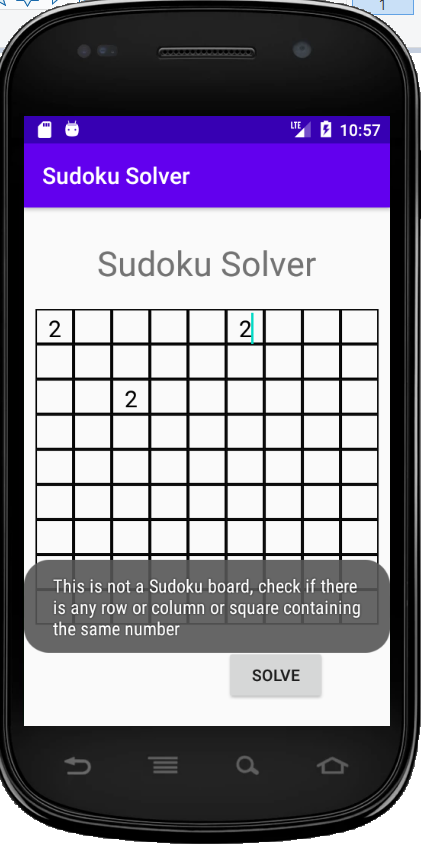 1
LTE 10:57
Sudoku Solver
Sudoku Solver
2 2
2
This is not a Sudoku board, check if there
is any row or column or square containing
the same number
SOLVE